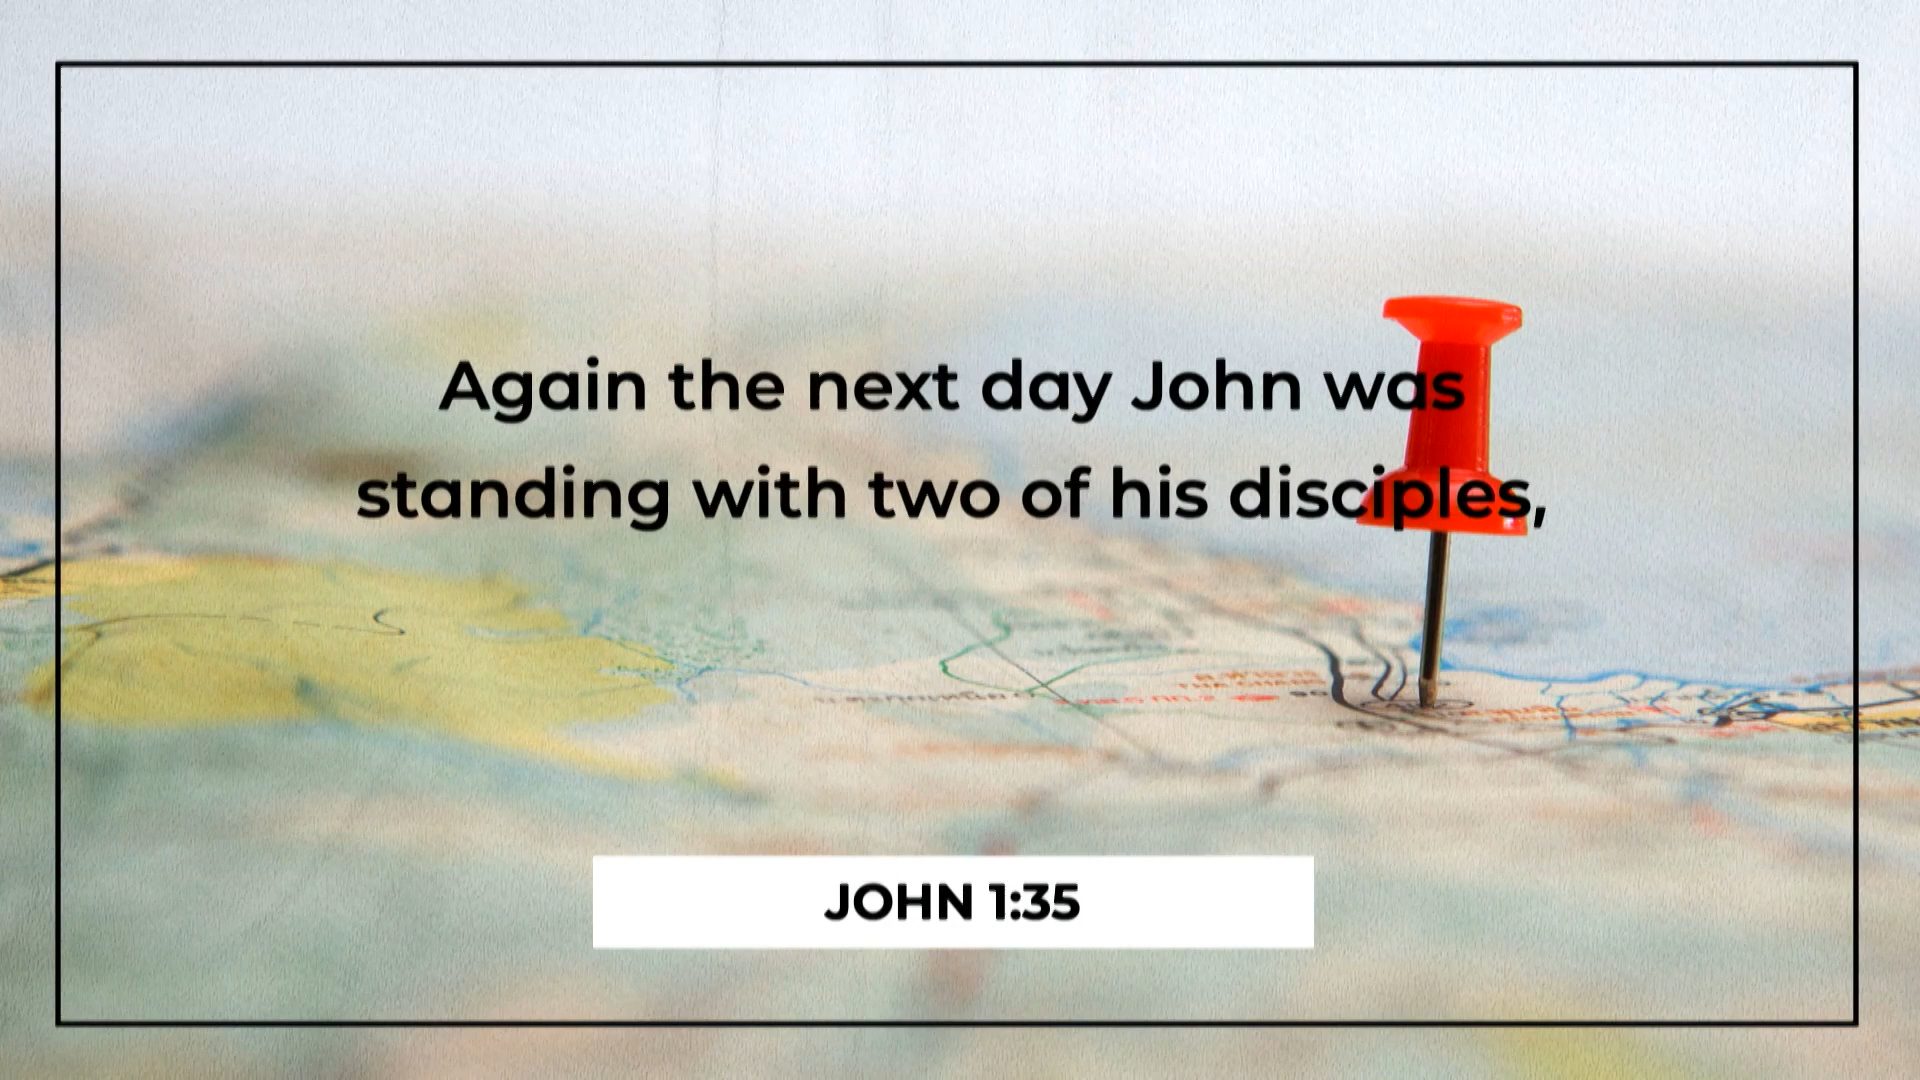 Again the next day John was
standing with two of his disciples,
JOHN 1:35